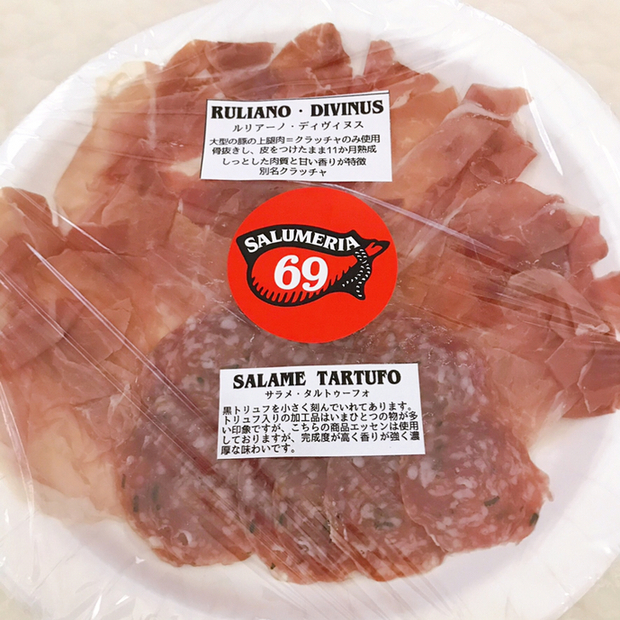 RULIANO・DIVINUS
ルリアーノ・ディヴィヌス
大型の豚の上腿肉＝クラッチャのみ使用
骨抜きし、皮をつけたまま11か月熟成
しっとした肉質と甘い香りが特徴
別名クラッチャ
SALUMERIA
69
SALAME TARTUFO
サラメ・タルトゥーフォ
黒トリュフを小さく刻んでいれてあります。
トリュフ入りの加工品はいまひとつの物が多
い印象ですが、こちらの商品エッセンは使用
しておりますが、完成度が高く香りが強く濃
厚な味わいです。